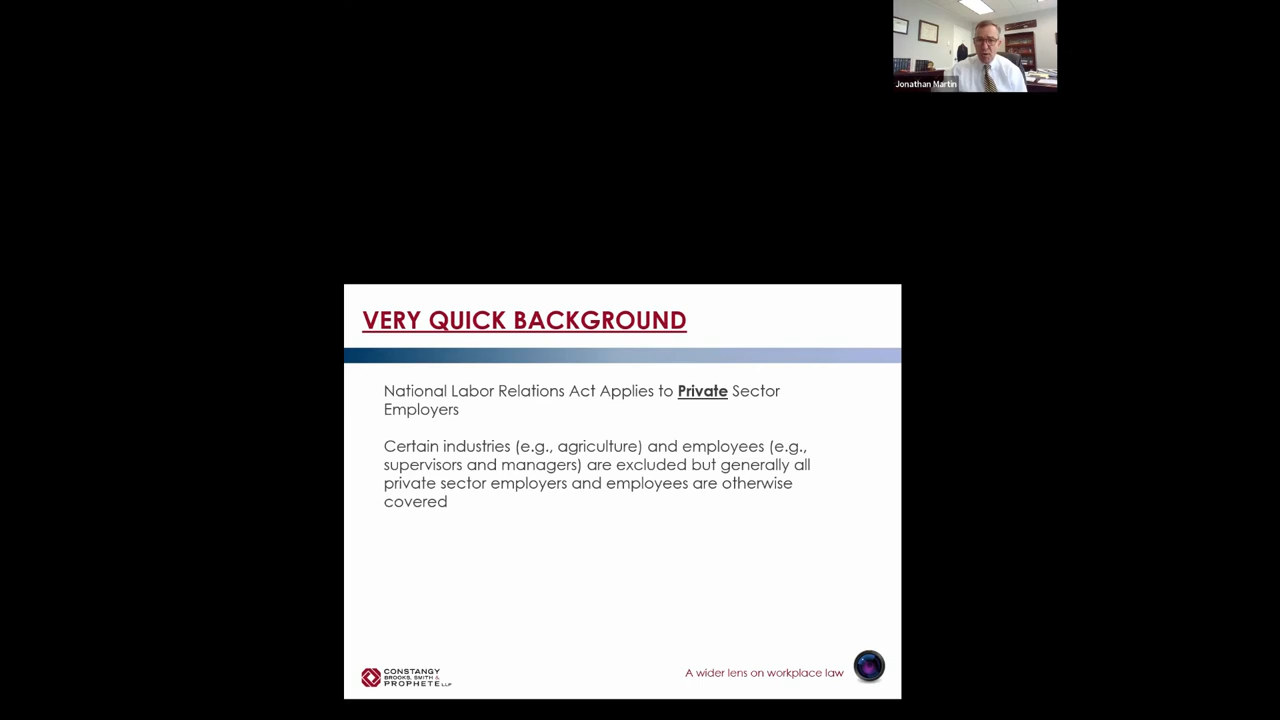 Jonathan Martin
VERY QUICK BACKGROUND
National Labor Relations Act Applies to Private Sector
Employers
Certain industries (e.g., agriculture) and employees (e.g.,
supervisors and managers) are excluded but generally all
private sector employers and employees are otherwise
covered
CONSTANGY
BROOKS, SMITH &
PROPHETE LLP
A wider lens on workplace law